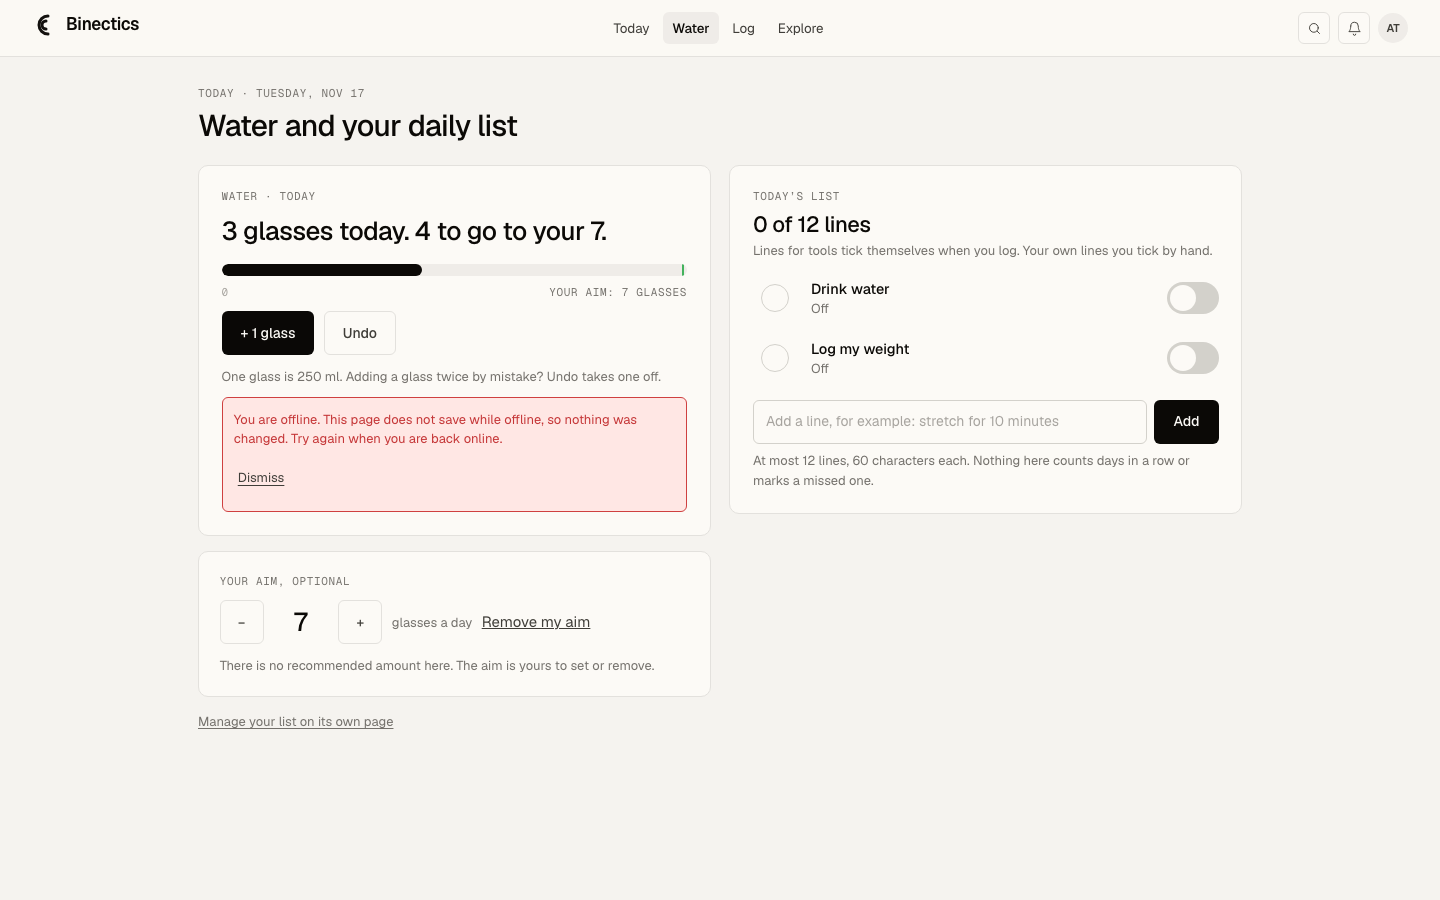 Binectics
Today
Water
Log
Explore
AT
TODAY · TUESDAY, NOV 17
Water and your daily list
WATER · TODAY
3 glasses today. 4 to go to your 7.
0
YOUR AIM: 7 GLASSES
+ 1 glass
Undo
One glass is 250 ml. Adding a glass twice by mistake? Undo takes one off.
You are offline. This page does not save while offline, so nothing was
changed. Try again when you are back online.
Dismiss
YOUR AIM, OPTIONAL
−
7
+
glasses a day
Remove my aim
There is no recommended amount here. The aim is yours to set or remove.
Manage your list on its own page
TODAY'S LIST
0 of 12 lines
Lines for tools tick themselves when you log. Your own lines you tick by hand.
Drink water
Off
Log my weight
Off
Add a line, for example: stretch for 10 minutes
Add
At most 12 lines, 60 characters each. Nothing here counts days in a row or
marks a missed one.